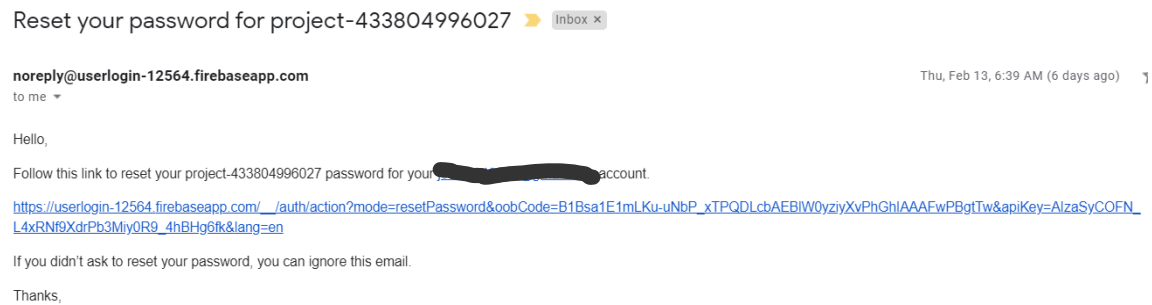 Reset your password for project-433804996027 Inbox ×
noreply@userlogin-12564.firebaseapp.com Thu, Feb 13, 6:39 AM (6 days ago)
to me
Hello,
Follow this link to reset your project-433804996027 password for your account.
https://userlogin-12564.firebaseapp.com/__/auth/action?mode=resetPassword&oobCode=B1Bsa1E1mLKu-uNbP_xTPQDLcbAEBlW0yziyXvPhGhIAAAFwPBgtTw&apiKey=AIzaSyCOFN_
L4xRNf9XdrPb3Miy0R9_4hBHg6fk&lang=en
If you didn't ask to reset your password, you can ignore this email.
Thanks,